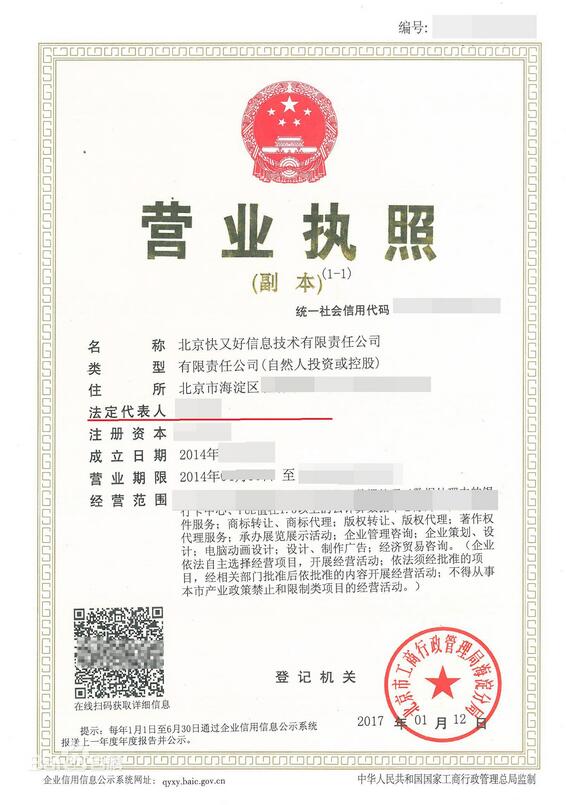 编号:
营业执照
(副 本)(1-1)
统一社会信用代码
名 称 北京快又好信息技术有限责任公司
类 型 有限责任公司(自然人投资或控股)
住 所 北京市海淀区
法定代表人
注册资本
成立日期 2014年
营业期限 2014年 至
经营范围
件服务；商标转让、商标代理；版权转让、版权代理；著作权
代理服务；承办展览展示活动；企业管理咨询；企业策划、设
计；电脑动画设计；设计、制作广告；经济贸易咨询。（企业
依法自主选择经营项目，开展经营活动；依法须经批准的项
目，经相关部门批准后依批准的内容开展经营活动；不得从事
本市产业政策禁止和限制类项目的经营活动。）
在线扫码获取详细信息
登记机关
北京市工商行政管理局海淀分局
2017 年 01 月 12 日
提示：每年1月1日至6月30日通过企业信用信息公示系统
报送上一年度年度报告并公示。
企业信用信息公示系统网址：qyxy.baic.gov.cn
中华人民共和国国家工商行政管理总局监制